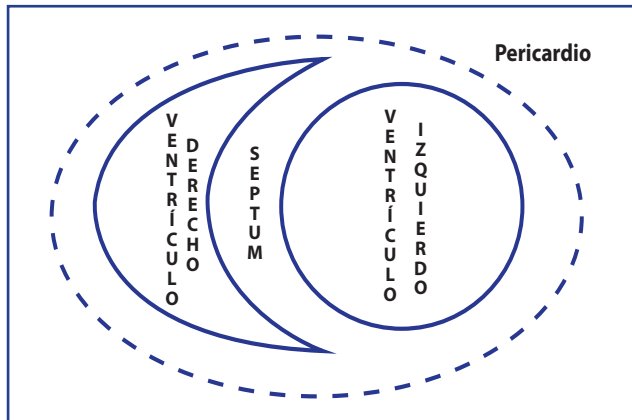 Pericardio
VENTRÍCULO
DERECHO
SEPTUM
VENTRÍCULO
IZQUIERDO